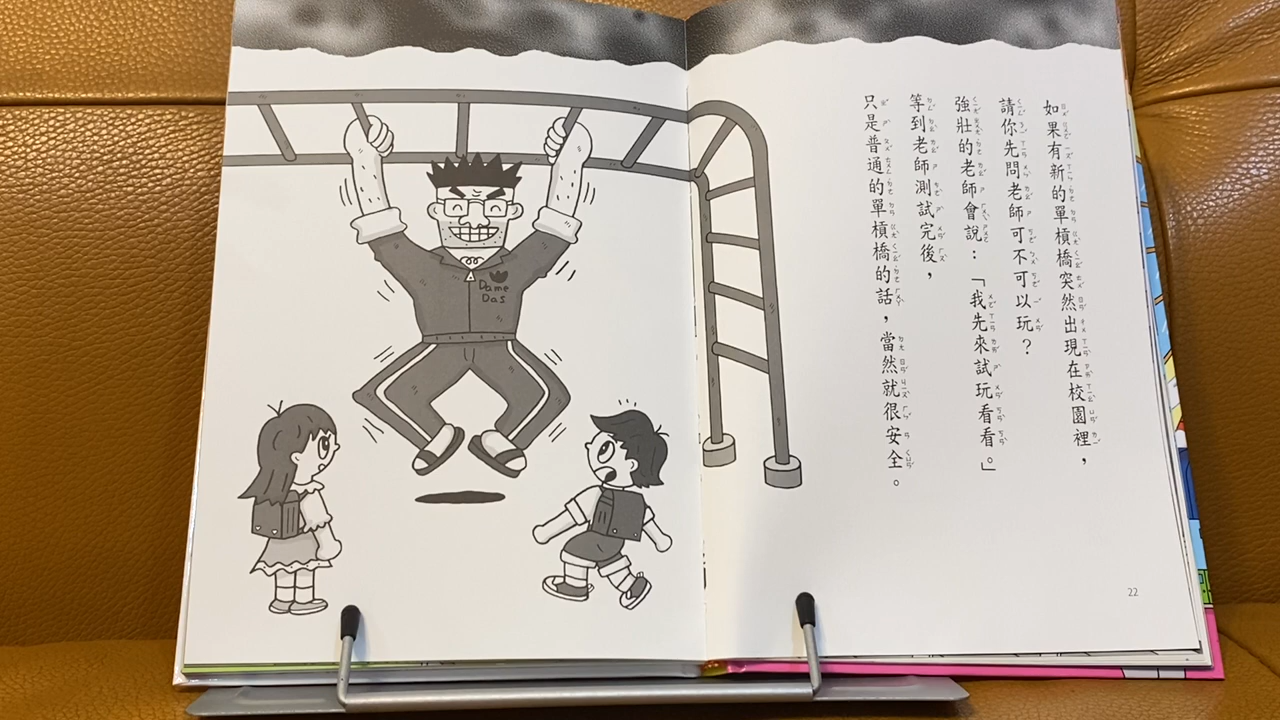 如果有新的單槓橋突然出現在校園裡，
請你先問老師可不可以玩？
強壯的老師會說：「我先來試玩看看。」
等到老師測試完後，
只是普通的單槓橋的話，當然就很安全。
22
Dame
Das